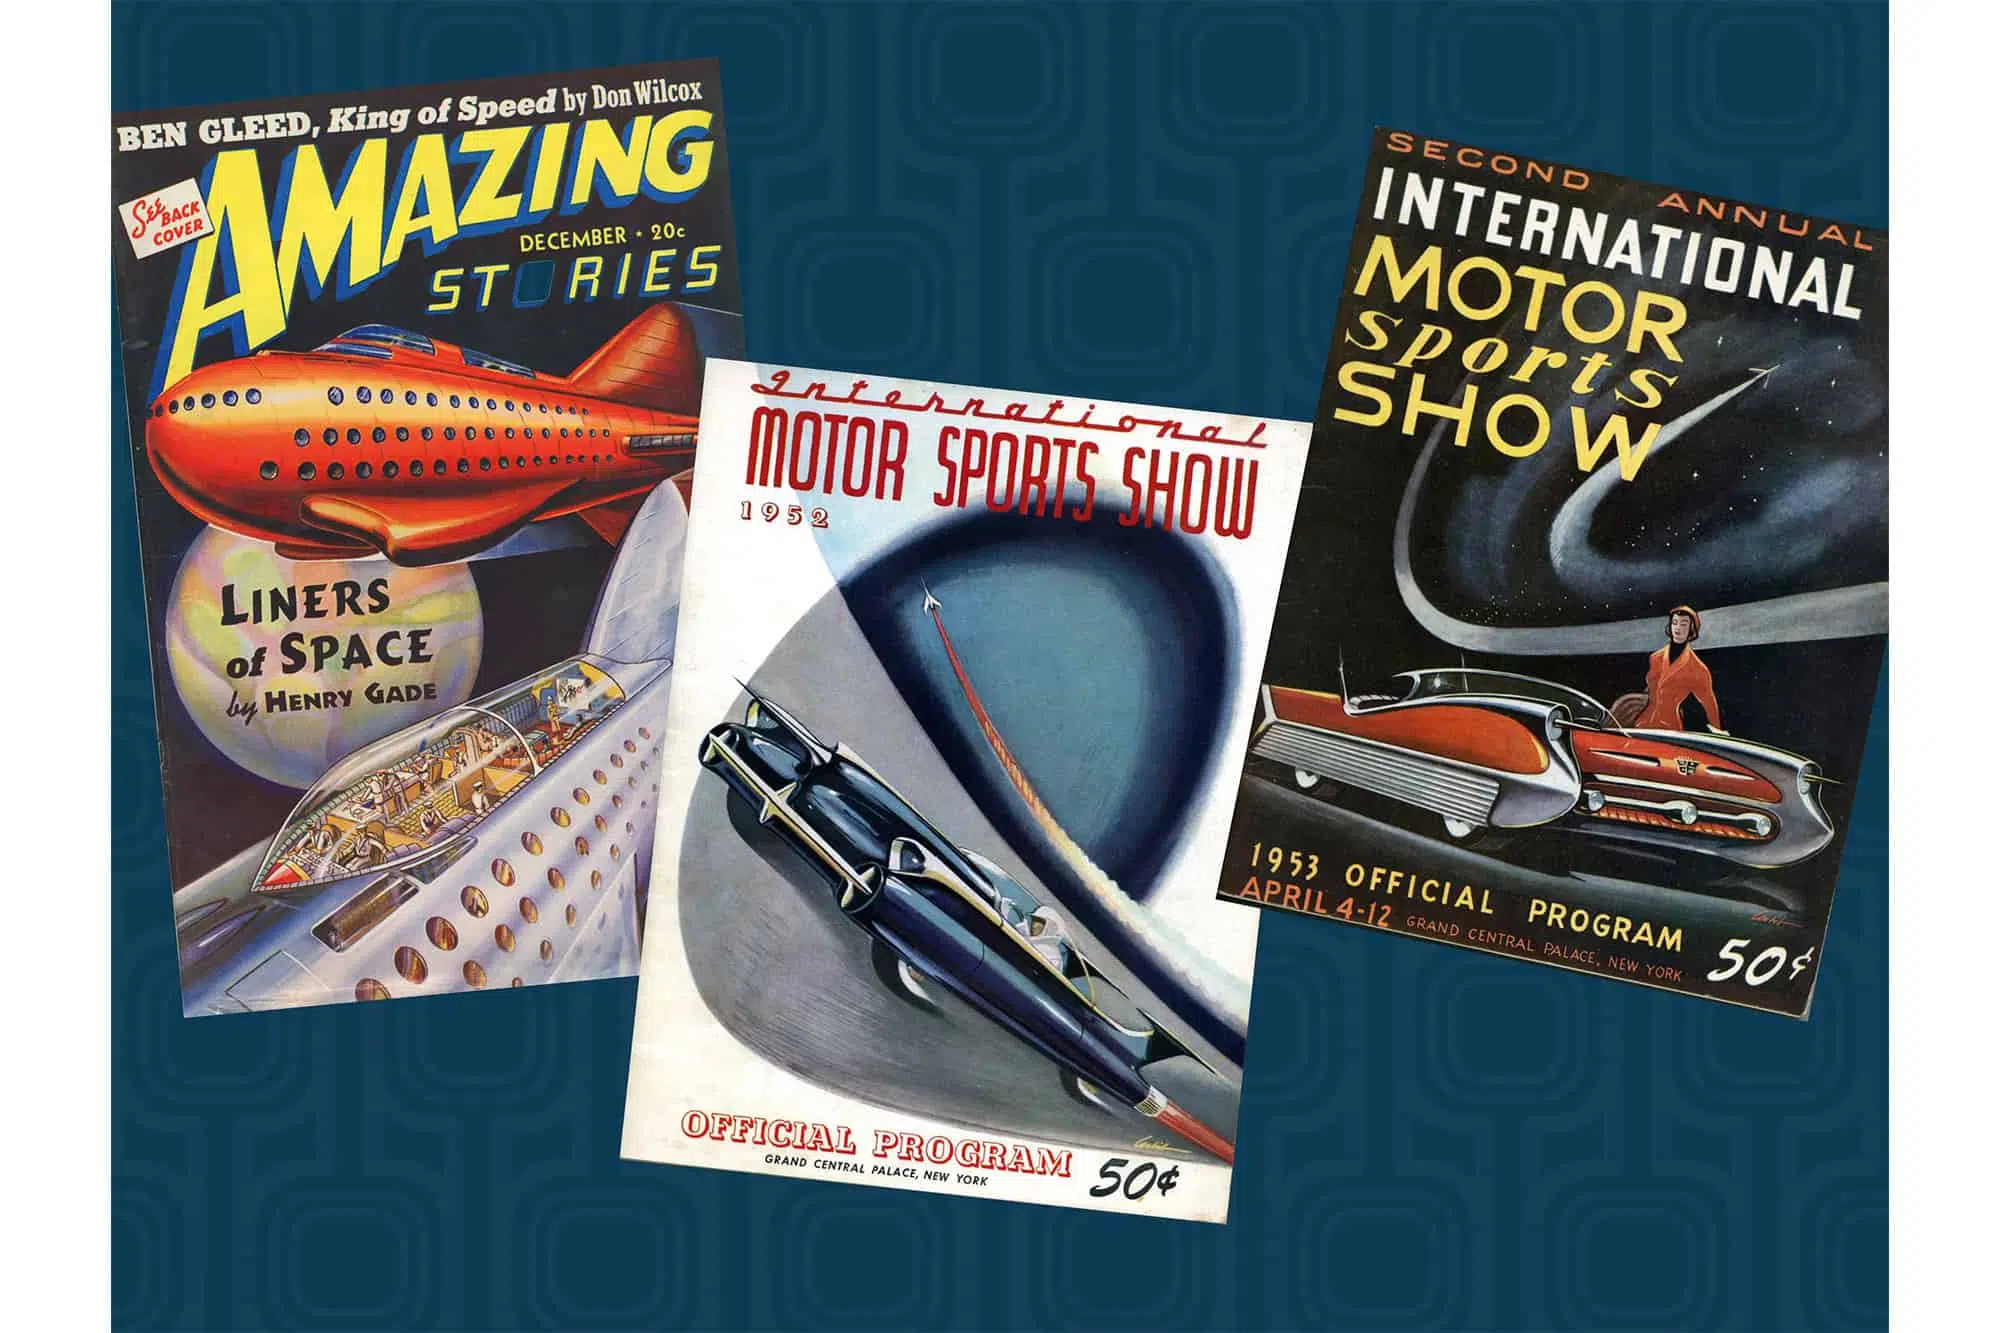 BEN GLEED, King of Speed by Don Wilcox
AMAZING
SEE
BACK
COVER
DECEMBER * 20c
STORIES
LINERS
of SPACE
by HENRY GADE
International
MOTOR SPORTS SHOW
1952
OFFICIAL PROGRAM
GRAND CENTRAL PALACE, NEW YORK
50¢
SECOND ANNUAL
INTERNATIONAL
MOTOR
Sports
SHOW
1953 OFFICIAL PROGRAM
APRIL 4-12 GRAND CENTRAL PALACE, NEW YORK
50¢